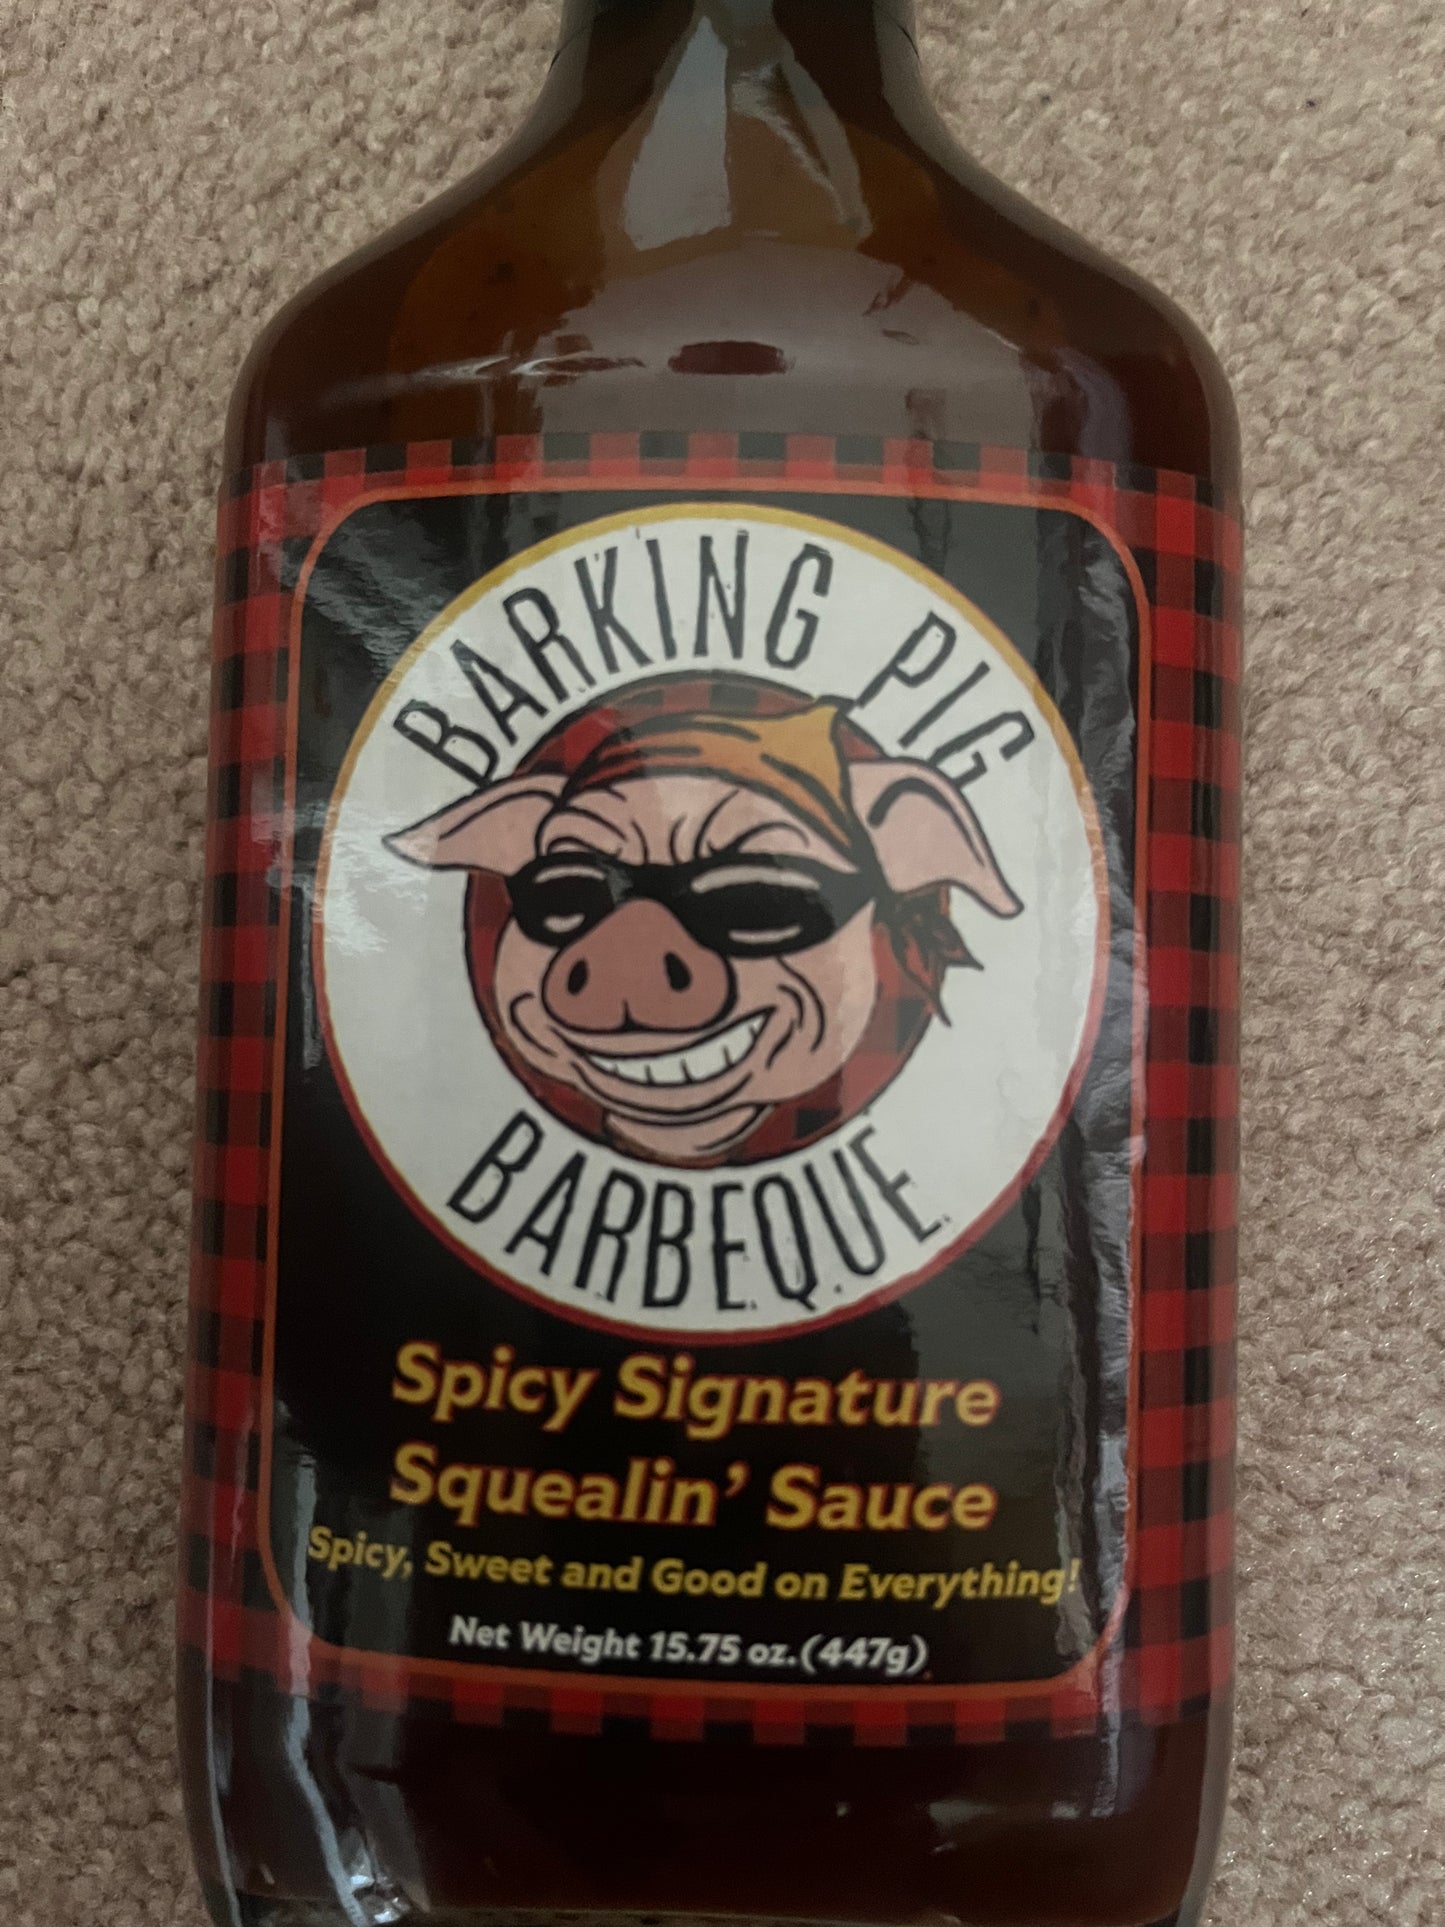 BARKING PIG
BARBEQUE
Spicy Signature
Squealin' Sauce
Spicy, Sweet and Good on Everything!
Net Weight 15.75 oz.(447g)